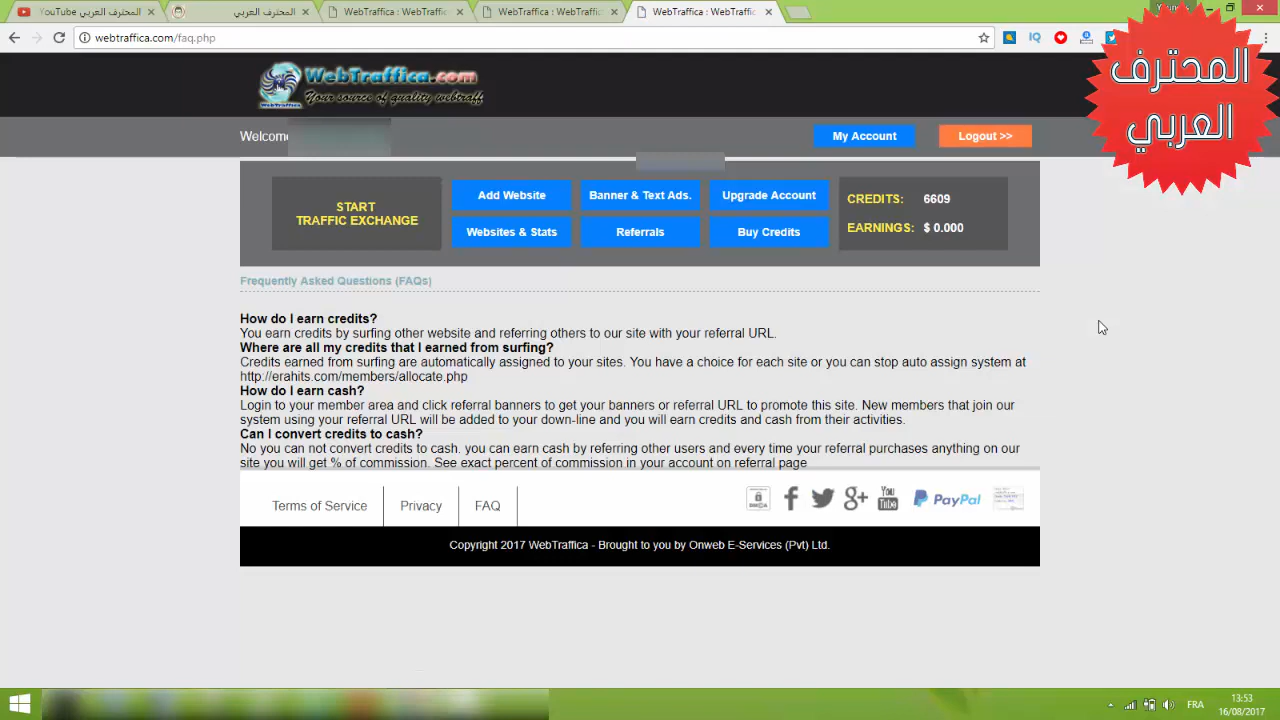 المحترف العربي YouTube
المحترف العربي
WebTraffica : WebTraffic
WebTraffica : WebTraffic
WebTraffica : WebTraffic
webtraffica.com/faq.php
IQ
المحترف
العربي
WebTraffica.com
Your source of quality webtraff
Welcome
My Account
Logout >>
START
TRAFFIC EXCHANGE
Add Website
Banner & Text Ads.
Upgrade Account
CREDITS: 6609
Websites & Stats
Referrals
Buy Credits
EARNINGS: $ 0.000
Frequently Asked Questions (FAQs)
How do I earn credits?
You earn credits by surfing other website and referring others to our site with your referral URL.
Where are all my credits that I earned from surfing?
Credits earned from surfing are automatically assigned to your sites. You have a choice for each site or you can stop auto assign system at
http://erahits.com/members/allocate.php
How do I earn cash?
Login to your member area and click referral banners to get your banners or referral URL to promote this site. New members that join our
system using your referral URL will be added to your down-line and you will earn credits and cash from their activities.
Can I convert credits to cash?
No you can not convert credits to cash. you can earn cash by referring other users and every time your referral purchases anything on our
site you will get % of commission. See exact percent of commission in your account on referral page
Terms of Service
Privacy
FAQ
You Tube
PayPal
Copyright 2017 WebTraffica - Brought to you by Onweb E-Services (Pvt) Ltd.
FRA
13:53
16/08/2017